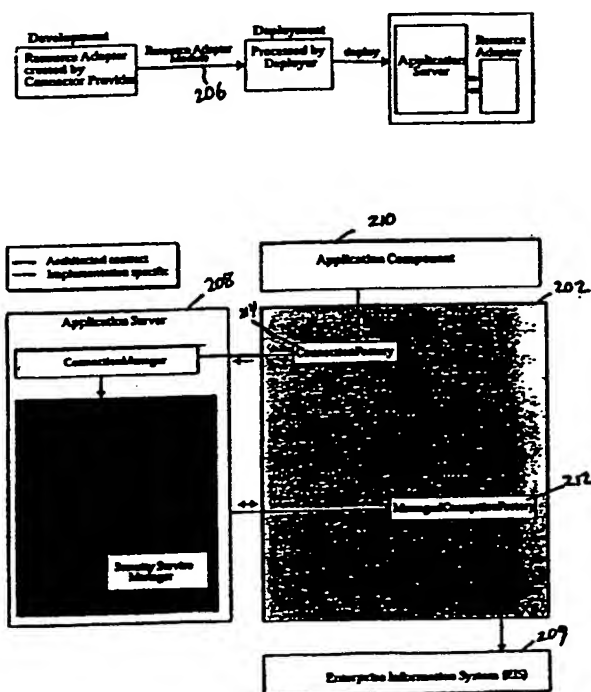 Development
Resource Adapter
created by
Connector Provider
Resource Adapter
Module
206
Deployment
Processed by
Deployer
deploy
Application
Server
Resource
Adapter
210
Architected contract
Implementation specific
Application Component
208
202
Application Server
214
ConnectionManager
ConnectionFactory
212
ManagedConnectionFactory
Security Service
Manager
209
Enterprise Information System (EIS)